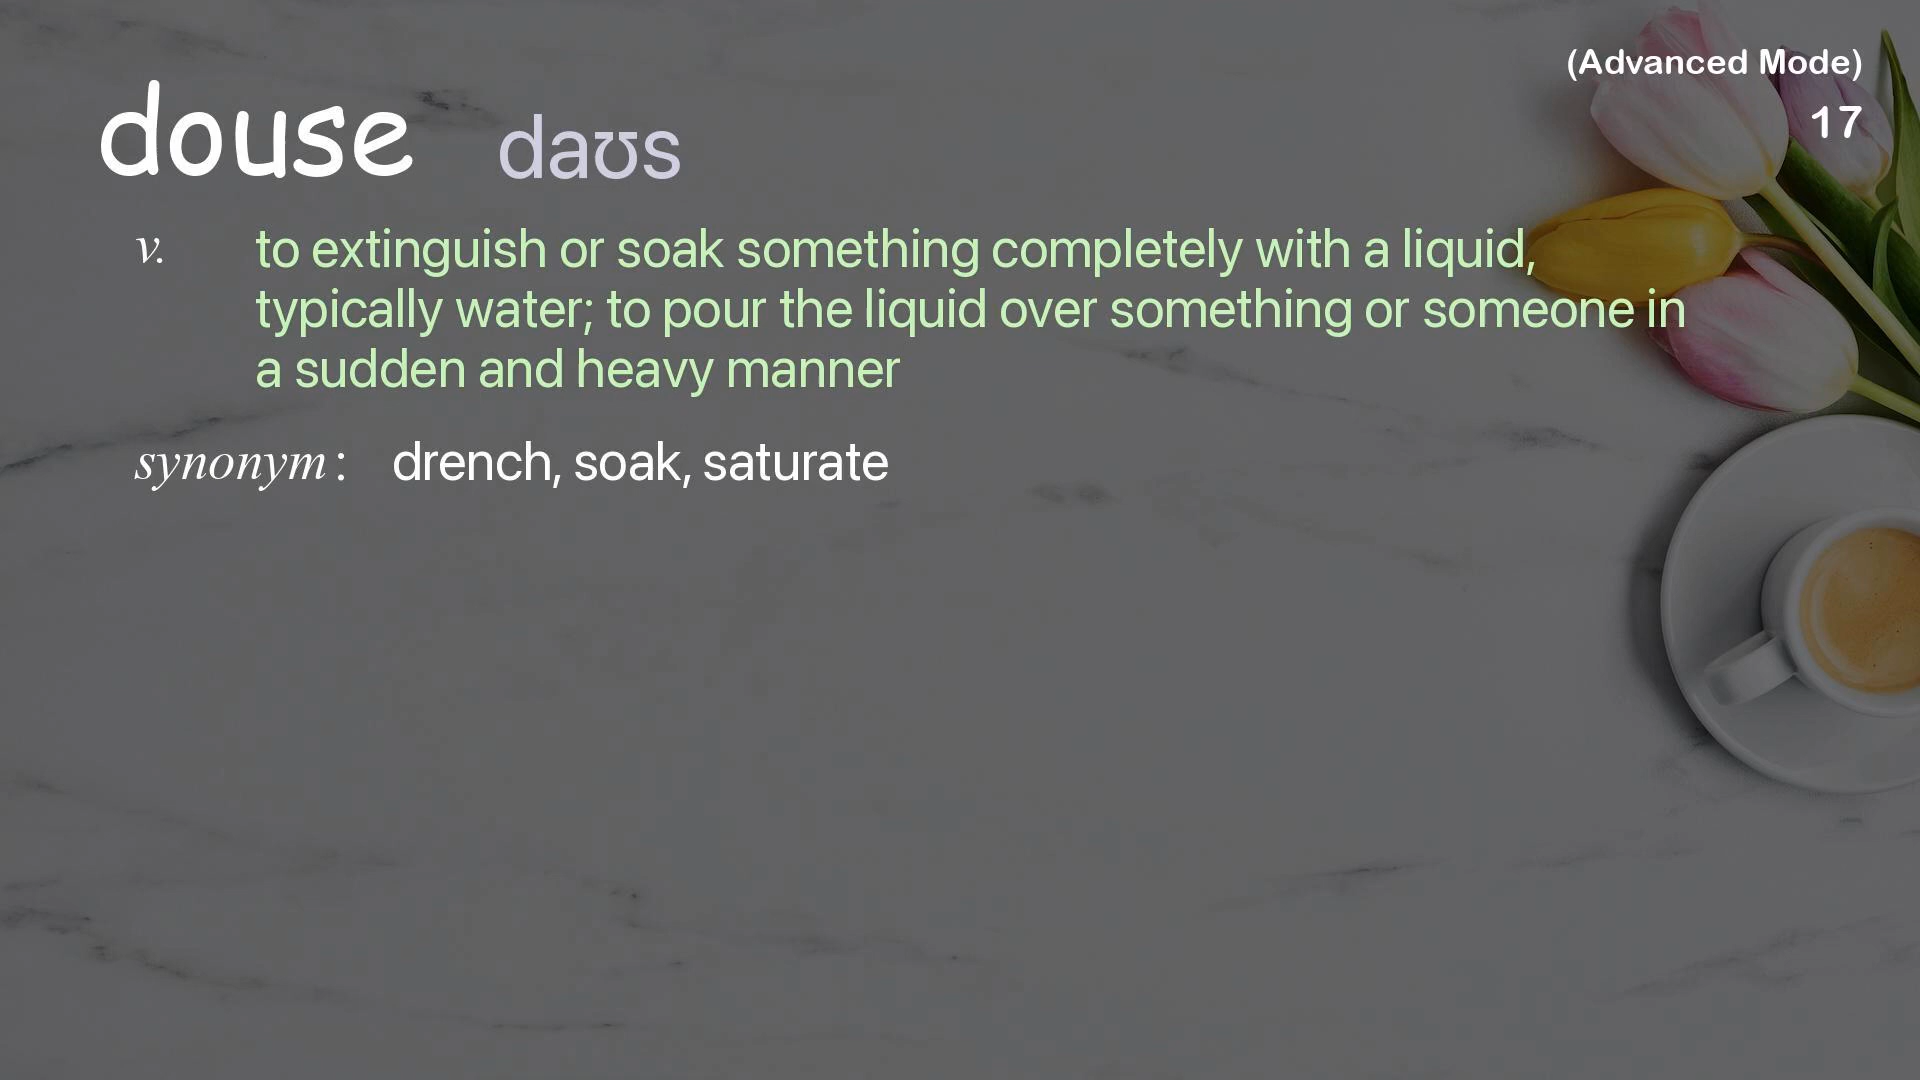 (Advanced Mode)
17
douse daʊs
v. to extinguish or soak something completely with a liquid,
typically water; to pour the liquid over something or someone in
a sudden and heavy manner
synonym: drench, soak, saturate